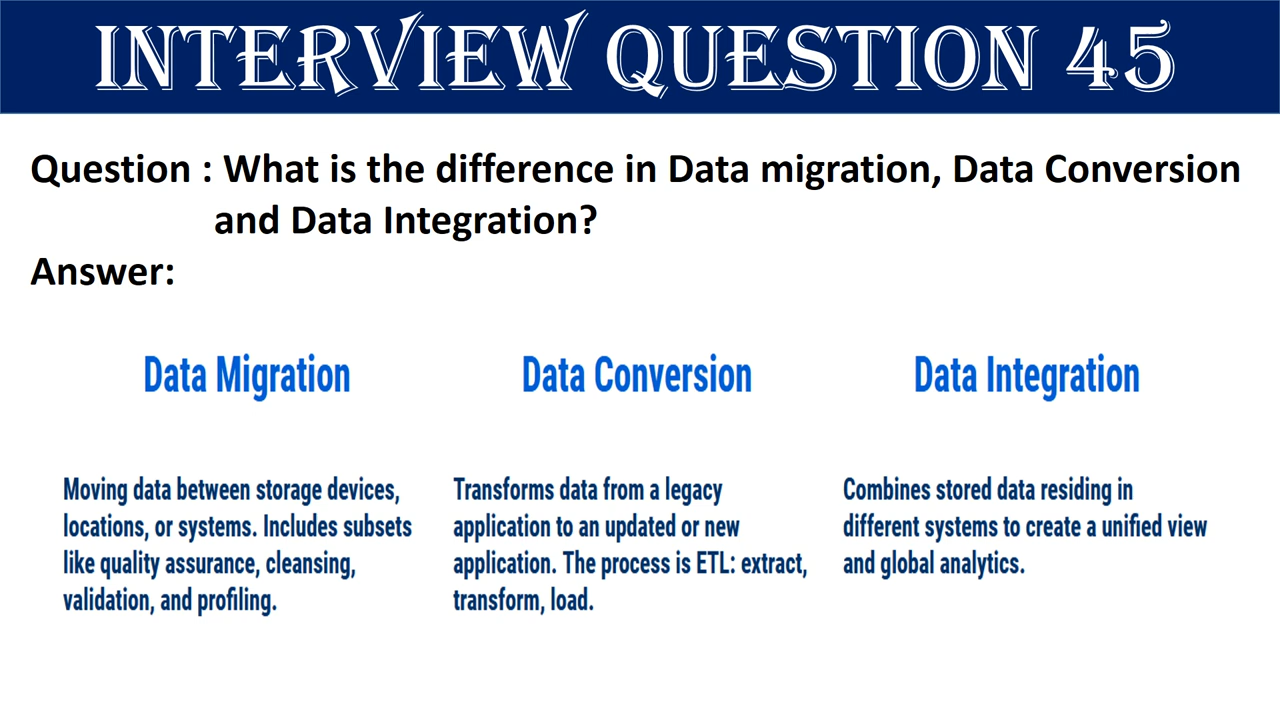 INTERVIEW QUESTION 45
Question : What is the difference in Data migration, Data Conversion
and Data Integration?
Answer:
Data Migration
Moving data between storage devices,
locations, or systems. Includes subsets
like quality assurance, cleansing,
validation, and profiling.
Data Conversion
Transforms data from a legacy
application to an updated or new
application. The process is ETL: extract,
transform, load.
Data Integration
Combines stored data residing in
different systems to create a unified view
and global analytics.